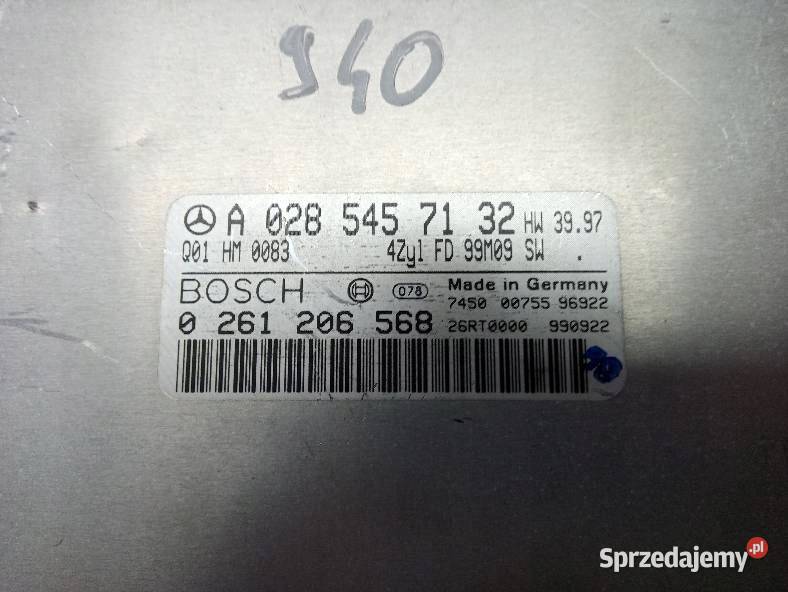 940
A 028 545 71 32 HW 39.97
Q01 HM 0083 4Zyl FD 99M09 SW .
BOSCH 078 Made in Germany
7450 00755 96922
0 261 206 568 26RT0000 990922
Sprzedajemy.pl